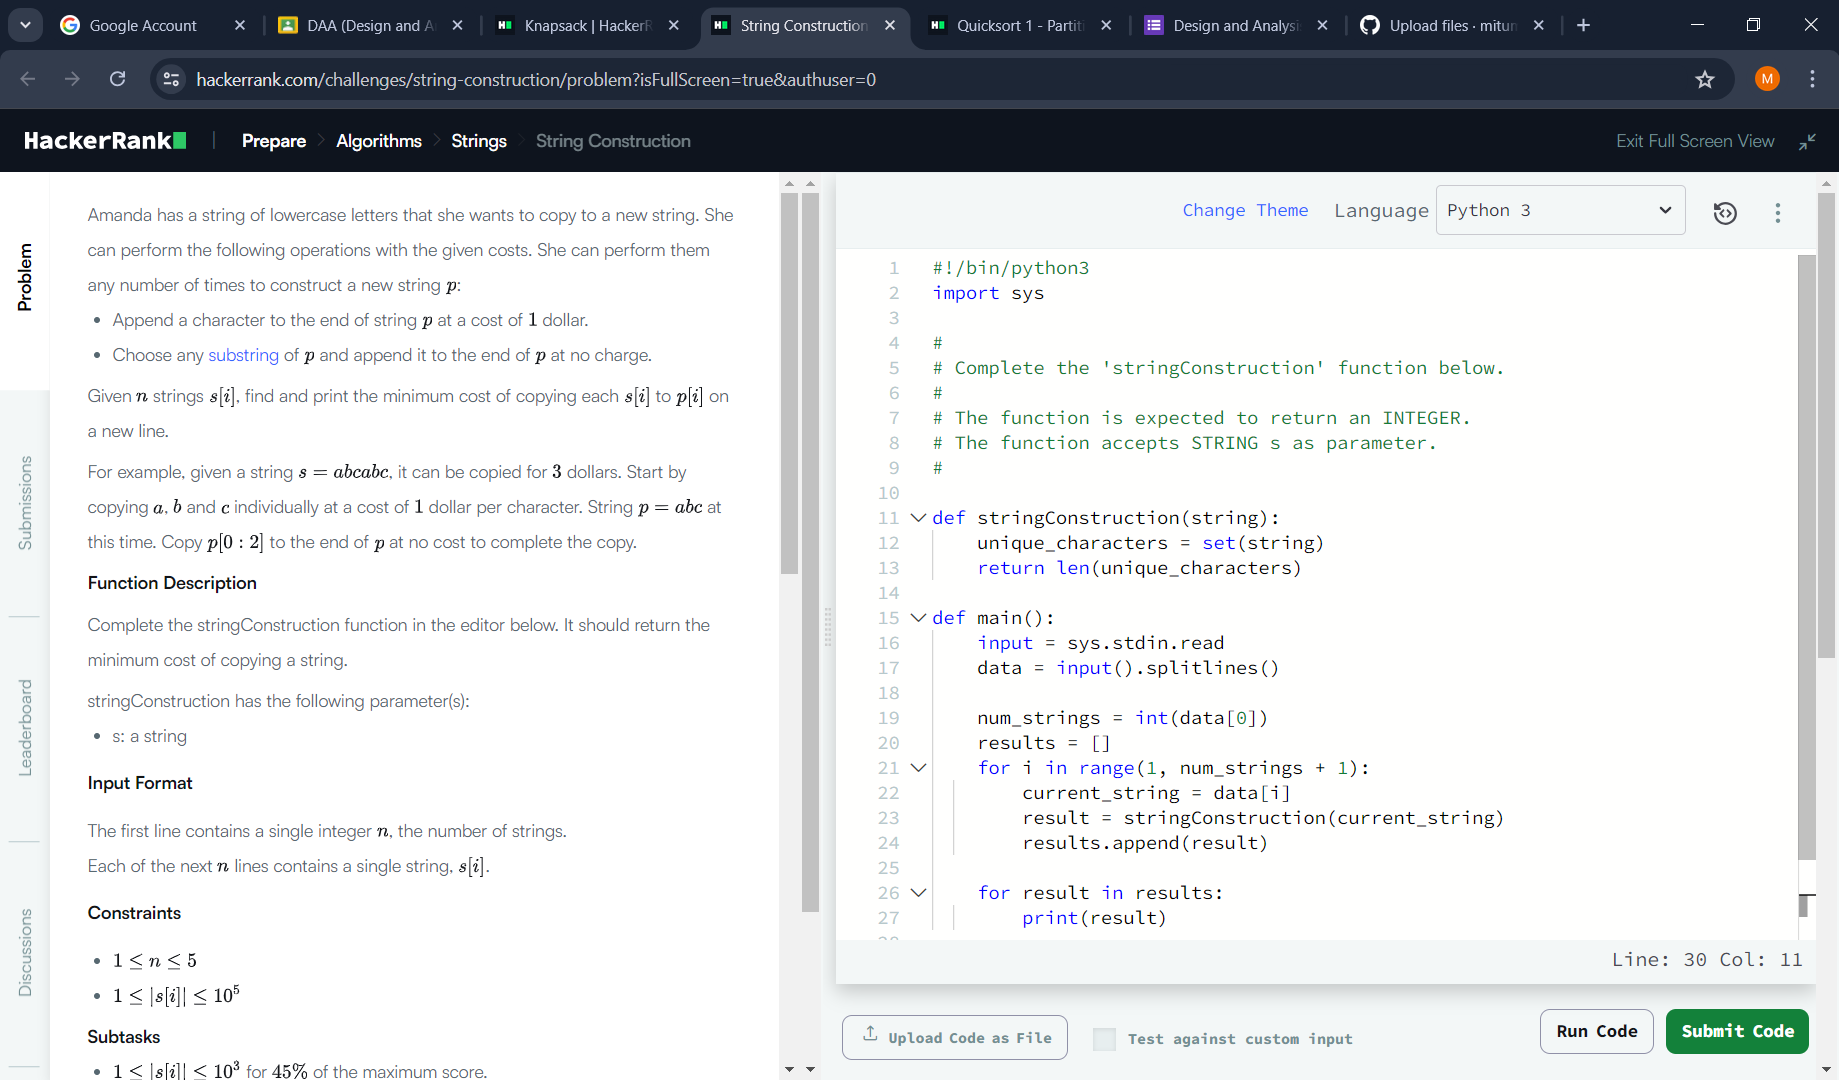 Google Account
DAA (Design and A
Knapsack | HackerR
String Construction
Quicksort 1 - Partiti
Design and Analysi
Upload files · mitun
hackerrank.com/challenges/string-construction/problem?isFullScreen=true&authuser=0
M
HackerRank
Prepare
Algorithms
Strings
String Construction
Exit Full Screen View
Problem
Submissions
Leaderboard
Discussions
Amanda has a string of lowercase letters that she wants to copy to a new string. She
can perform the following operations with the given costs. She can perform them
any number of times to construct a new string p:
• Append a character to the end of string p at a cost of 1 dollar.
• Choose any substring of p and append it to the end of p at no charge.
Given n strings s[i], find and print the minimum cost of copying each s[i] to p[i] on
a new line.
For example, given a string s = abcabc, it can be copied for 3 dollars. Start by
copying a, b and c individually at a cost of 1 dollar per character. String p = abc at
this time. Copy p[0 : 2] to the end of p at no cost to complete the copy.
Function Description
Complete the stringConstruction function in the editor below. It should return the
minimum cost of copying a string.
stringConstruction has the following parameter(s):
• s: a string
Input Format
The first line contains a single integer n, the number of strings.
Each of the next n lines contains a single string, s[i].
Constraints
• 1 ≤ n ≤ 5
• 1 ≤ |s[i]| ≤ 10⁵
Subtasks
• 1 ≤ |s[i]| ≤ 10³ for 45% of the maximum score.
Change Theme
Language
Python 3
1 #!/bin/python3
2 import sys
3
4 #
5 # Complete the 'stringConstruction' function below.
6 #
7 # The function is expected to return an INTEGER.
8 # The function accepts STRING s as parameter.
9 #
10
11 def stringConstruction(string):
12     unique_characters = set(string)
13     return len(unique_characters)
14
15 def main():
16     input = sys.stdin.read
17     data = input().splitlines()
18
19     num_strings = int(data[0])
20     results = []
21     for i in range(1, num_strings + 1):
22         current_string = data[i]
23         result = stringConstruction(current_string)
24         results.append(result)
25
26     for result in results:
27         print(result)
Line: 30 Col: 11
Upload Code as File
Test against custom input
Run Code
Submit Code